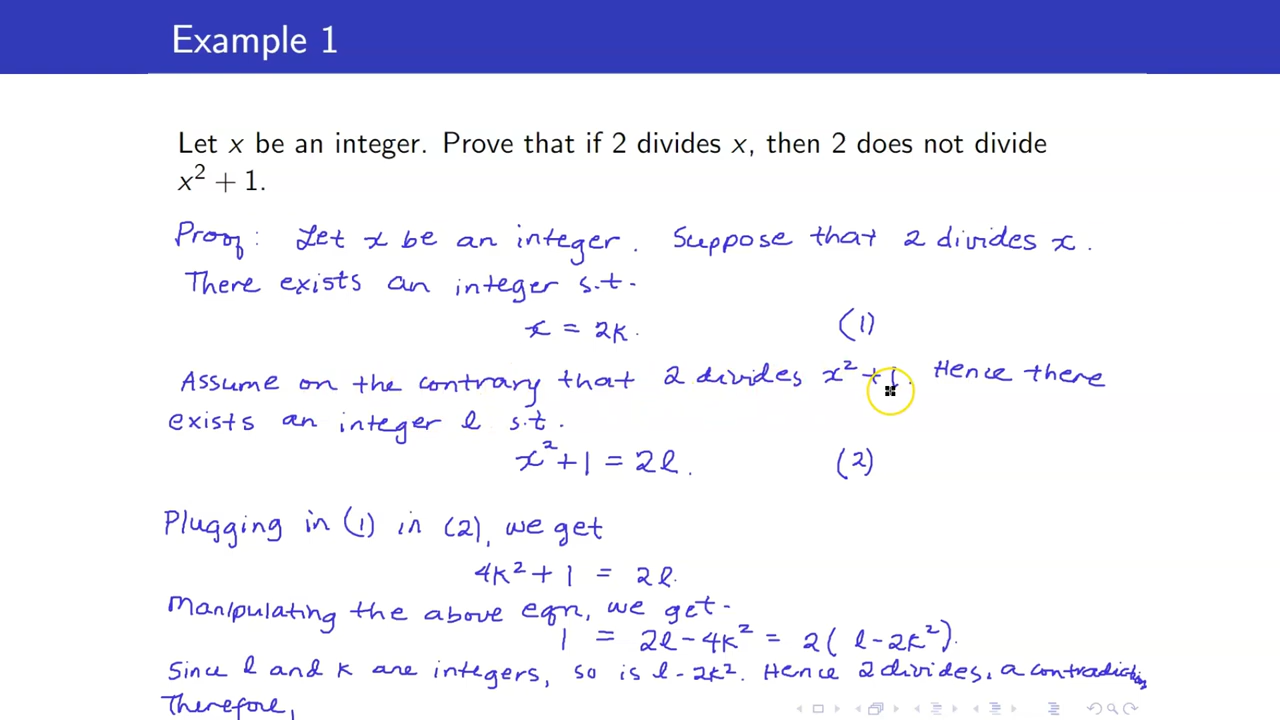 Example 1
Let x be an integer. Prove that if 2 divides x, then 2 does not divide
x² + 1.
Proof: Let x be an integer. Suppose that 2 divides x.
There exists an integer s.t.
x = 2k. (1)
Assume on the contrary that 2 divides x² + 1. Hence there
exists an integer l s.t.
x² + 1 = 2l. (2)
Plugging in (1) in (2), we get
4k² + 1 = 2l.
Manipulating the above eqn, we get
1 = 2l - 4k² = 2( l - 2k²).
Since l and k are integers, so is l - 2k². Hence 2 divides, a contradiction
Therefore,